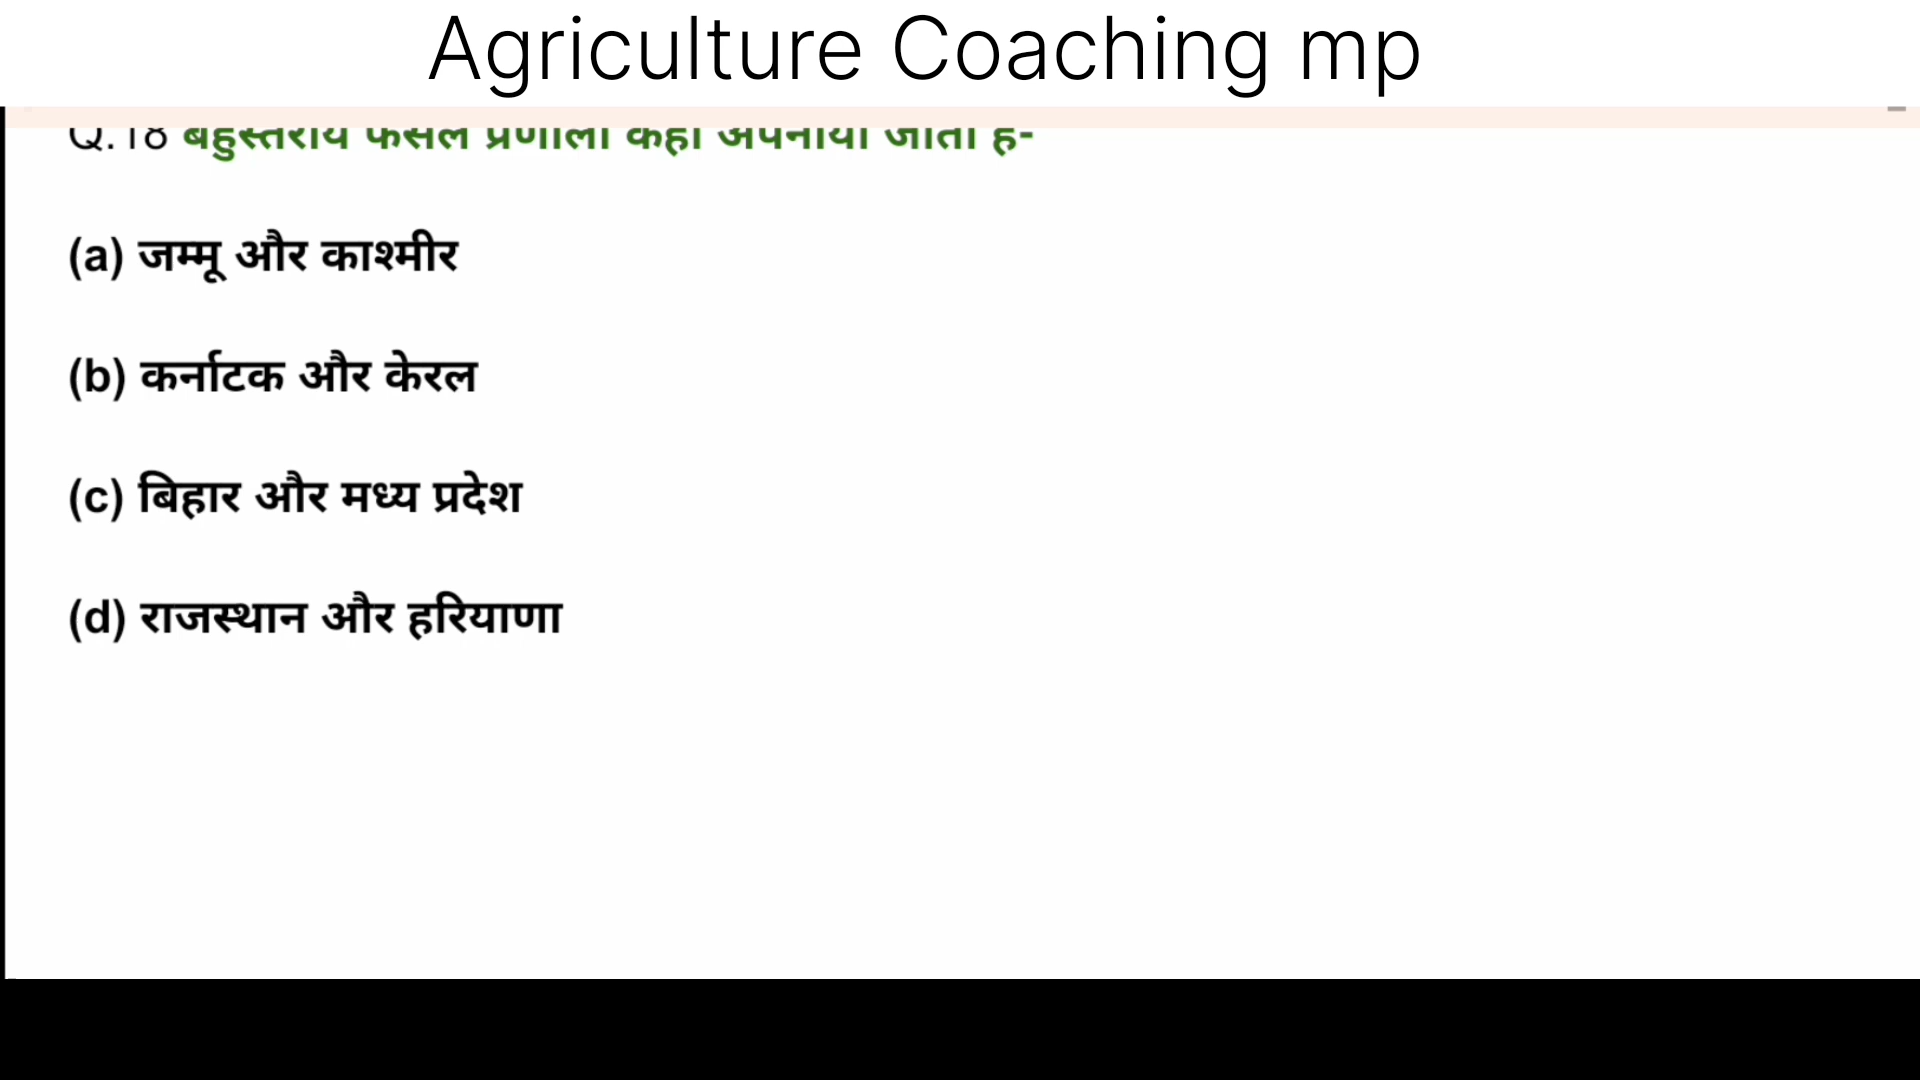 Agriculture Coaching mp
Q.18 बहुस्तरीय फसल प्रणाली कहाँ अपनायी जाती है-
(a) जम्मू और काश्मीर
(b) कर्नाटक और केरल
(c) बिहार और मध्य प्रदेश
(d) राजस्थान और हरियाणा